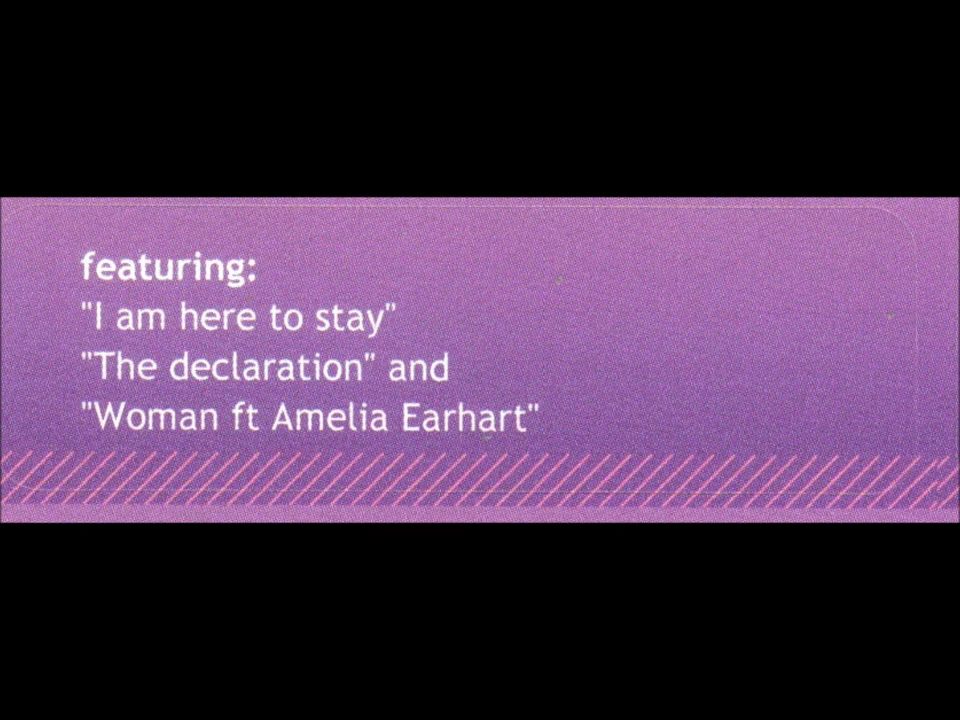 featuring:
"I am here to stay"
"The declaration" and
"Woman ft Amelia Earhart"